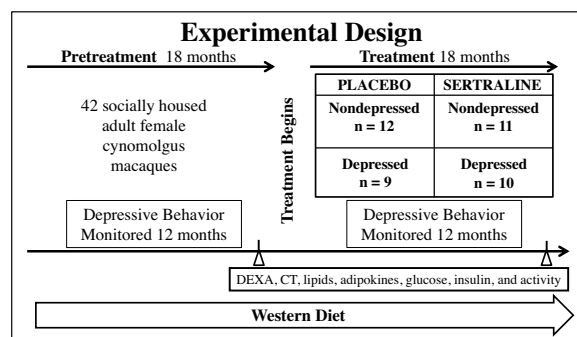 Experimental Design
Pretreatment 18 months
Treatment 18 months
42 socially housed
adult female
cynomolgus
macaques
Treatment Begins
PLACEBO SERTRALINE
Nondepressed Nondepressed
n = 12 n = 11
Depressed Depressed
n = 9 n = 10
Depressive Behavior
Monitored 12 months
Depressive Behavior
Monitored 12 months
DEXA, CT, lipids, adipokines, glucose, insulin, and activity
Western Diet